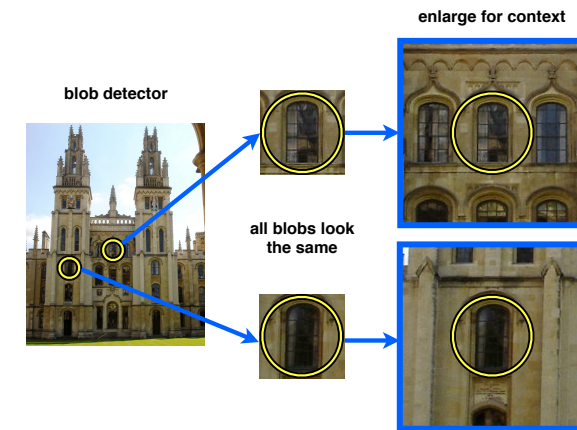 enlarge for context
blob detector
all blobs look
the same